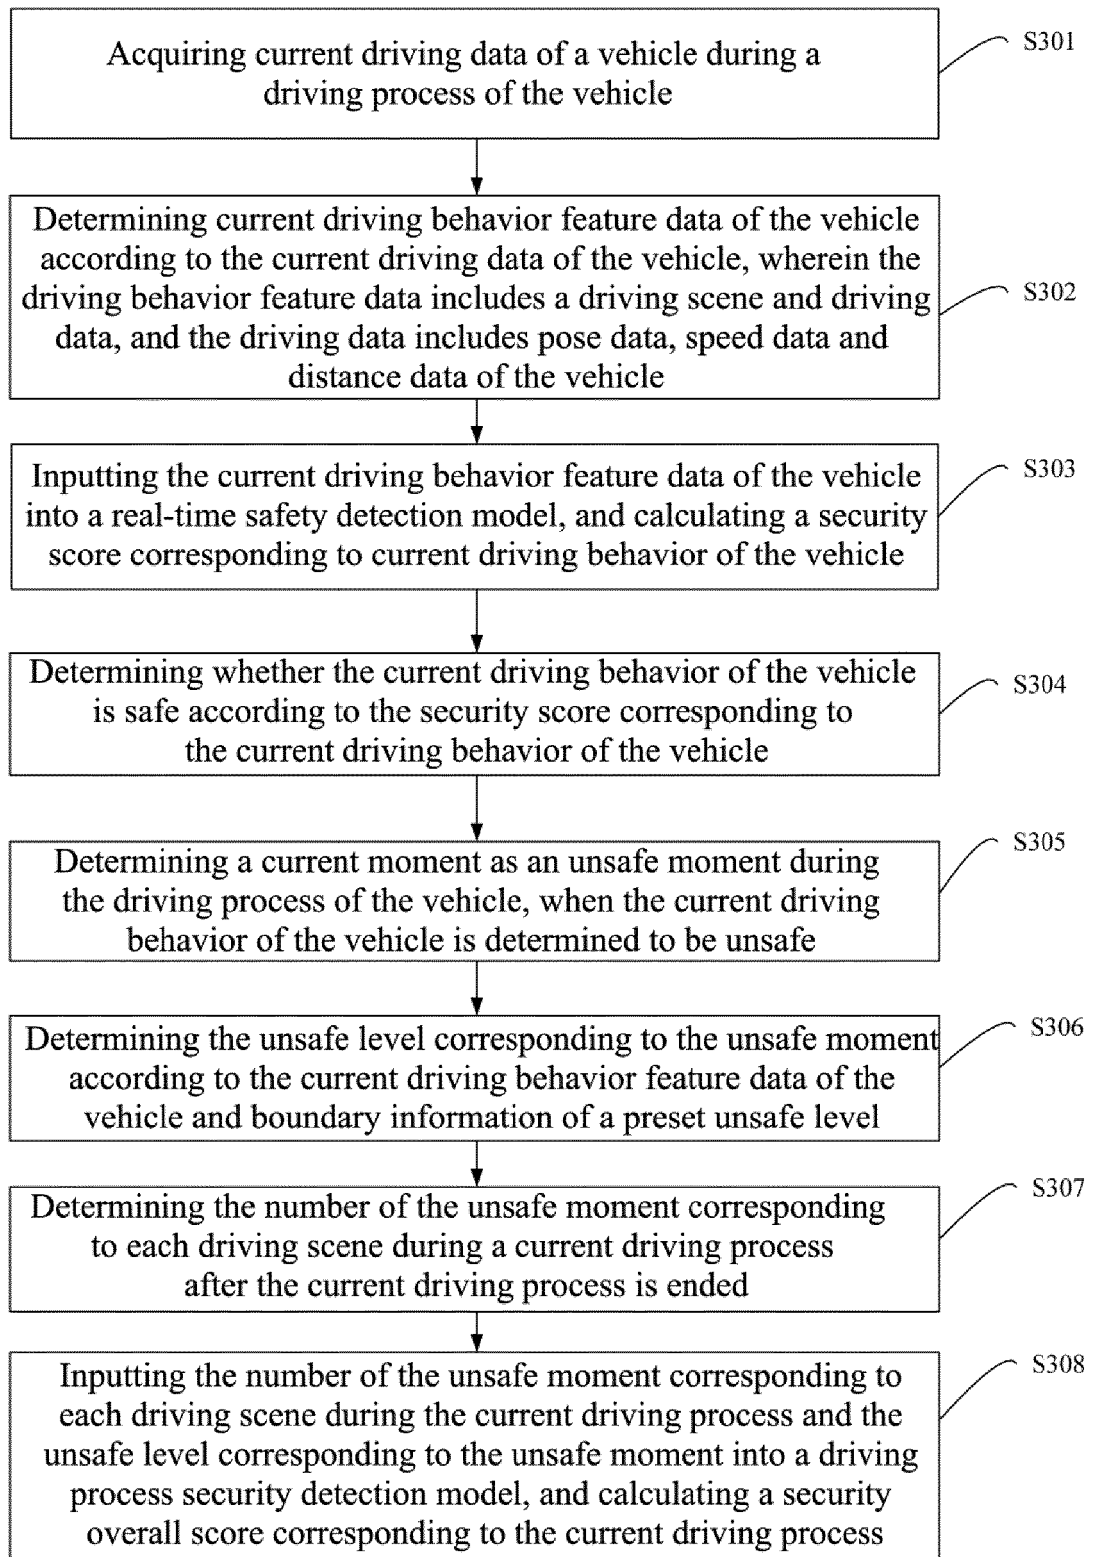 Acquiring current driving data of a vehicle during a
driving process of the vehicle
S301
Determining current driving behavior feature data of the vehicle
according to the current driving data of the vehicle, wherein the
driving behavior feature data includes a driving scene and driving
data, and the driving data includes pose data, speed data and
distance data of the vehicle
S302
Inputting the current driving behavior feature data of the vehicle
into a real-time safety detection model, and calculating a security
score corresponding to current driving behavior of the vehicle
S303
Determining whether the current driving behavior of the vehicle
is safe according to the security score corresponding to
the current driving behavior of the vehicle
S304
Determining a current moment as an unsafe moment during
the driving process of the vehicle, when the current driving
behavior of the vehicle is determined to be unsafe
S305
Determining the unsafe level corresponding to the unsafe moment
according to the current driving behavior feature data of the
vehicle and boundary information of a preset unsafe level
S306
Determining the number of the unsafe moment corresponding
to each driving scene during a current driving process
after the current driving process is ended
S307
Inputting the number of the unsafe moment corresponding to
each driving scene during the current driving process and the
unsafe level corresponding to the unsafe moment into a driving
process security detection model, and calculating a security
overall score corresponding to the current driving process
S308